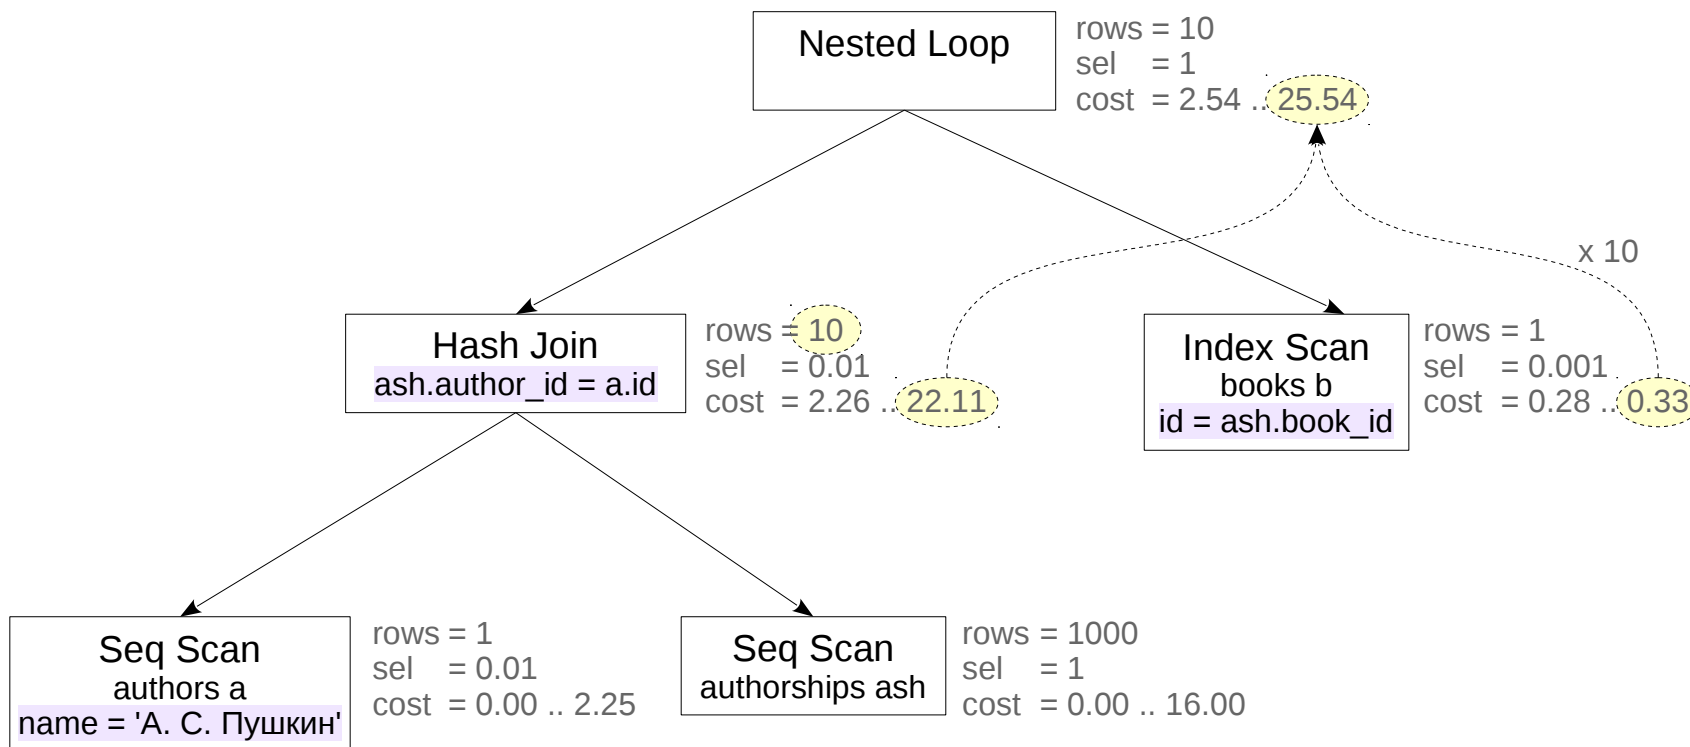 Nested Loop
rows = 10
sel = 1
cost = 2.54 .. 25.54
x 10
Hash Join
ash.author_id = a.id
rows = 10
sel = 0.01
cost = 2.26 .. 22.11
Index Scan
books b
id = ash.book_id
rows = 1
sel = 0.001
cost = 0.28 .. 0.33
Seq Scan
authors a
name = 'А. С. Пушкин'
rows = 1
sel = 0.01
cost = 0.00 .. 2.25
Seq Scan
authorships ash
rows = 1000
sel = 1
cost = 0.00 .. 16.00